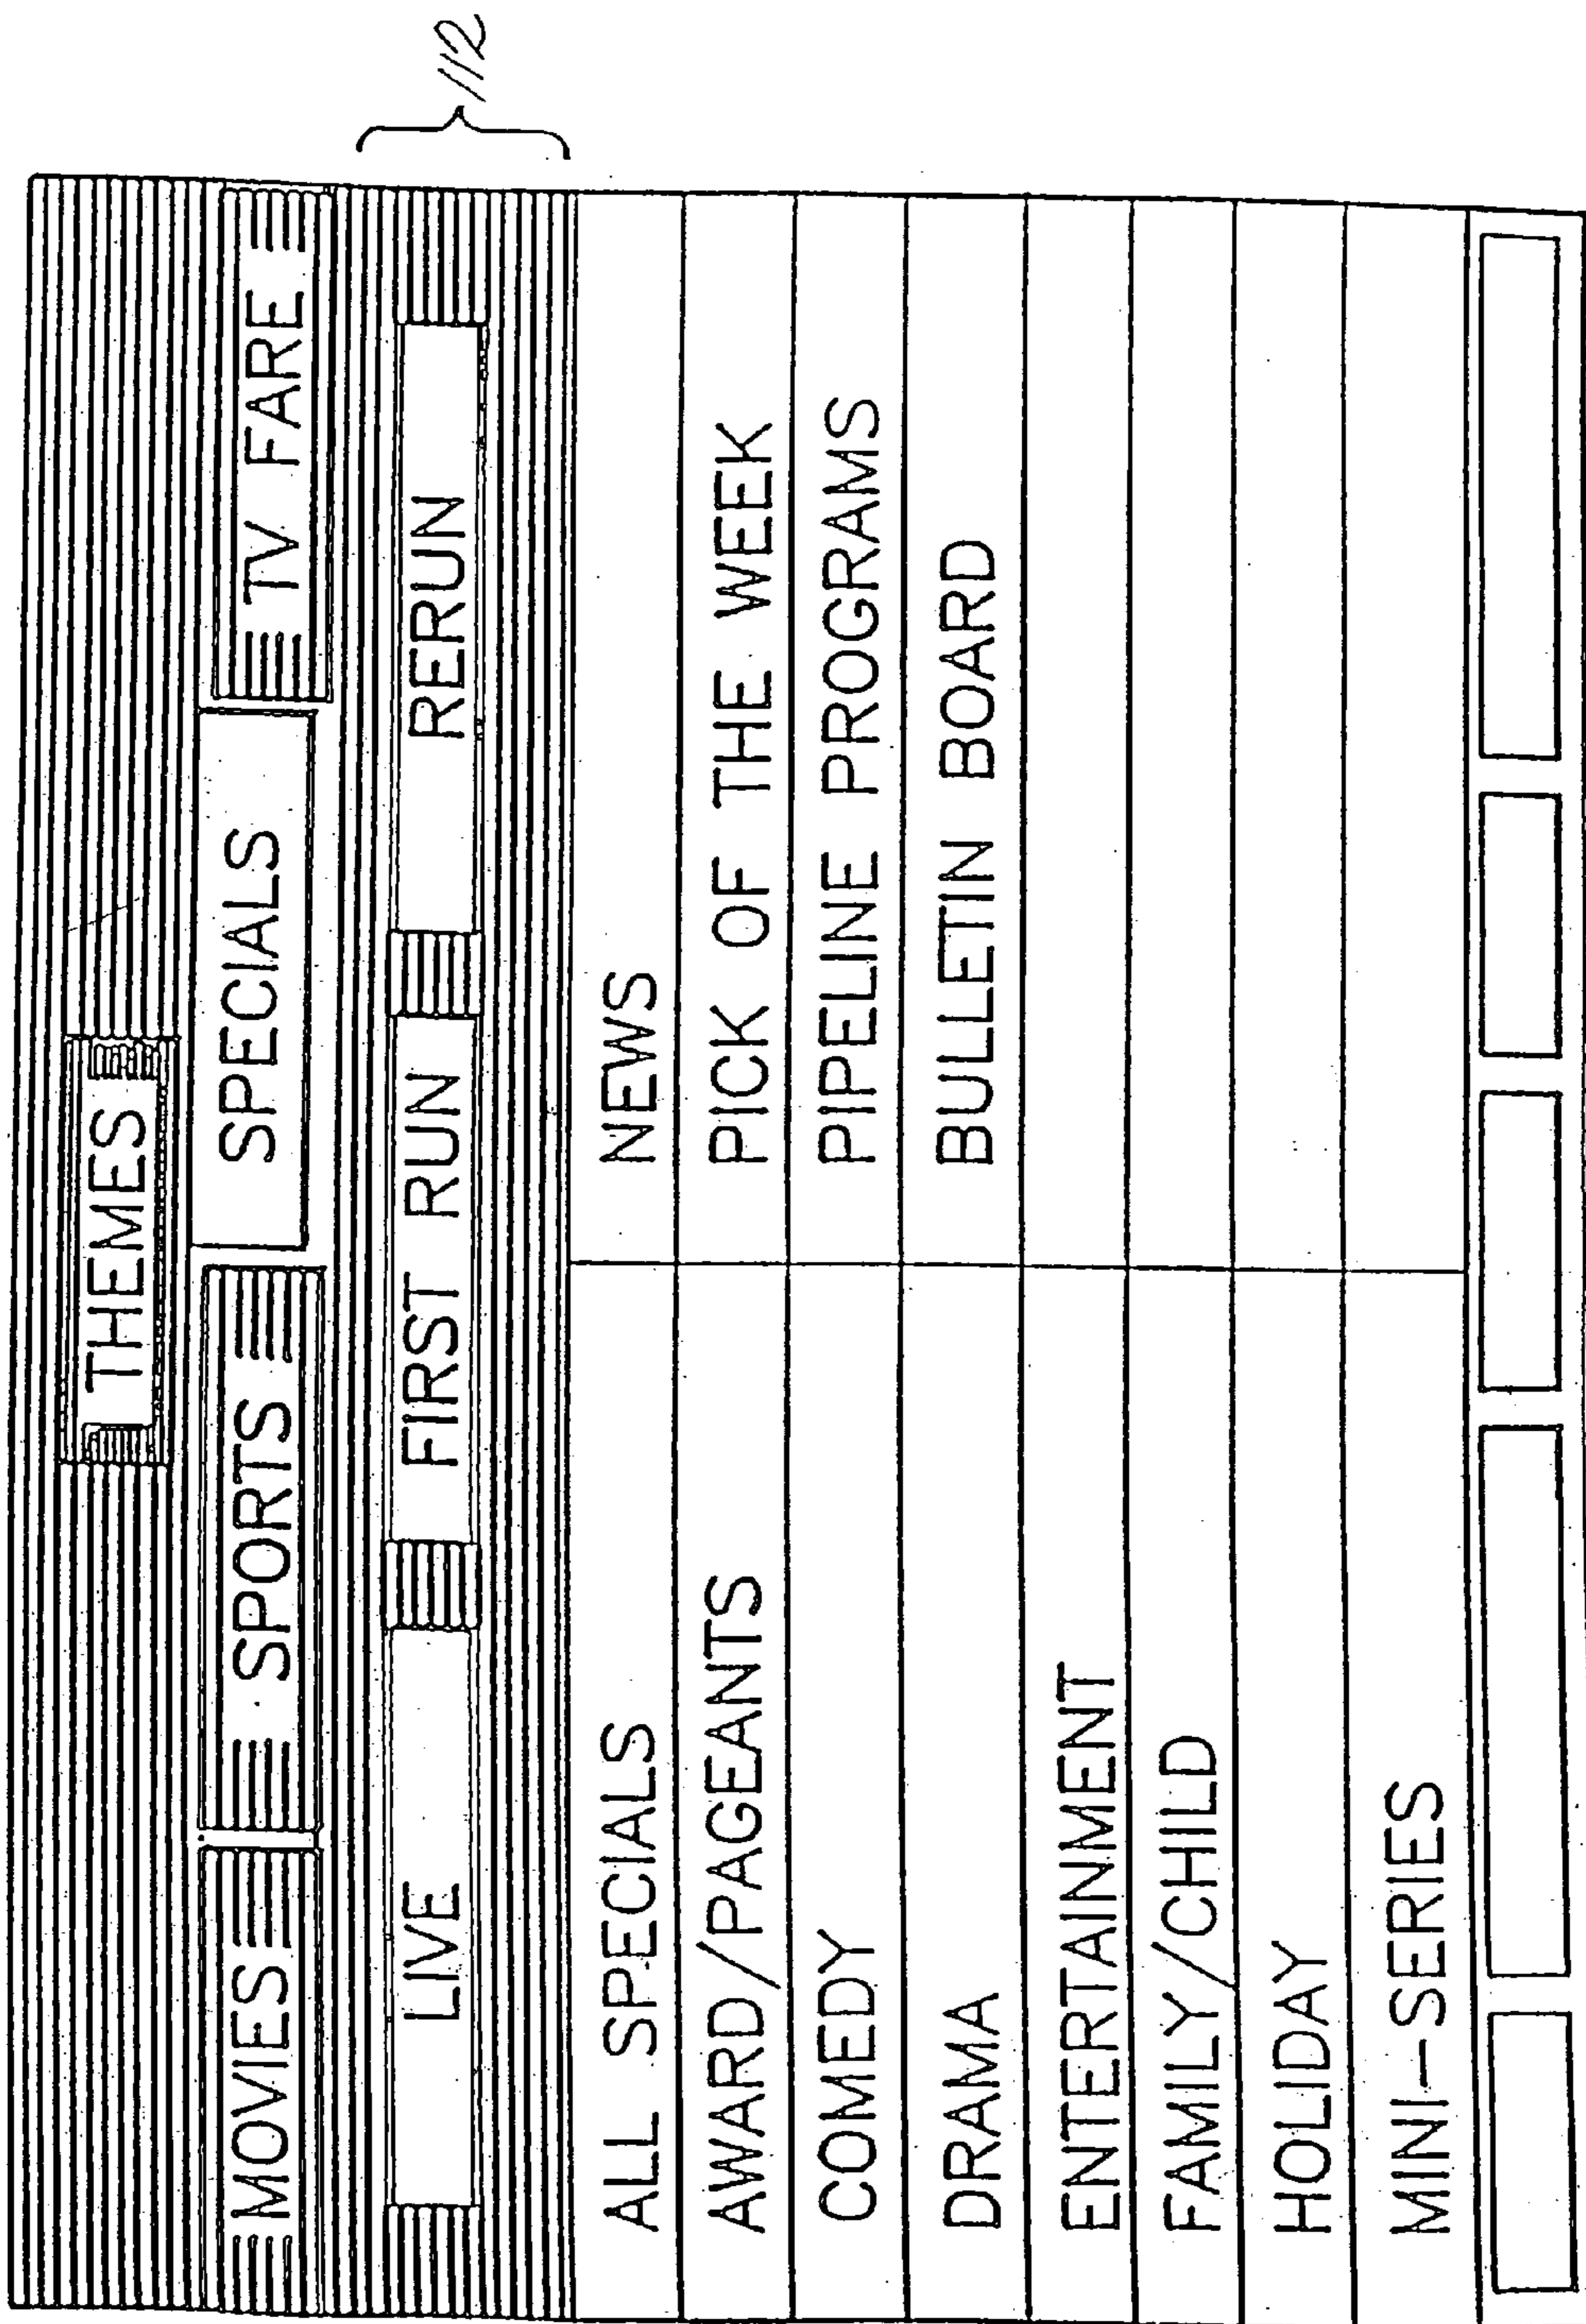 THEMES
MOVIES SPORTS SPECIALS TV FARE
LIVE FIRST RUN RERUN
112
ALL SPECIALS NEWS
AWARD/PAGEANTS PICK OF THE WEEK
COMEDY PIPELINE PROGRAMS
DRAMA BULLETIN BOARD
ENTERTAINMENT
FAMILY/CHILD
HOLIDAY
MINI-SERIES